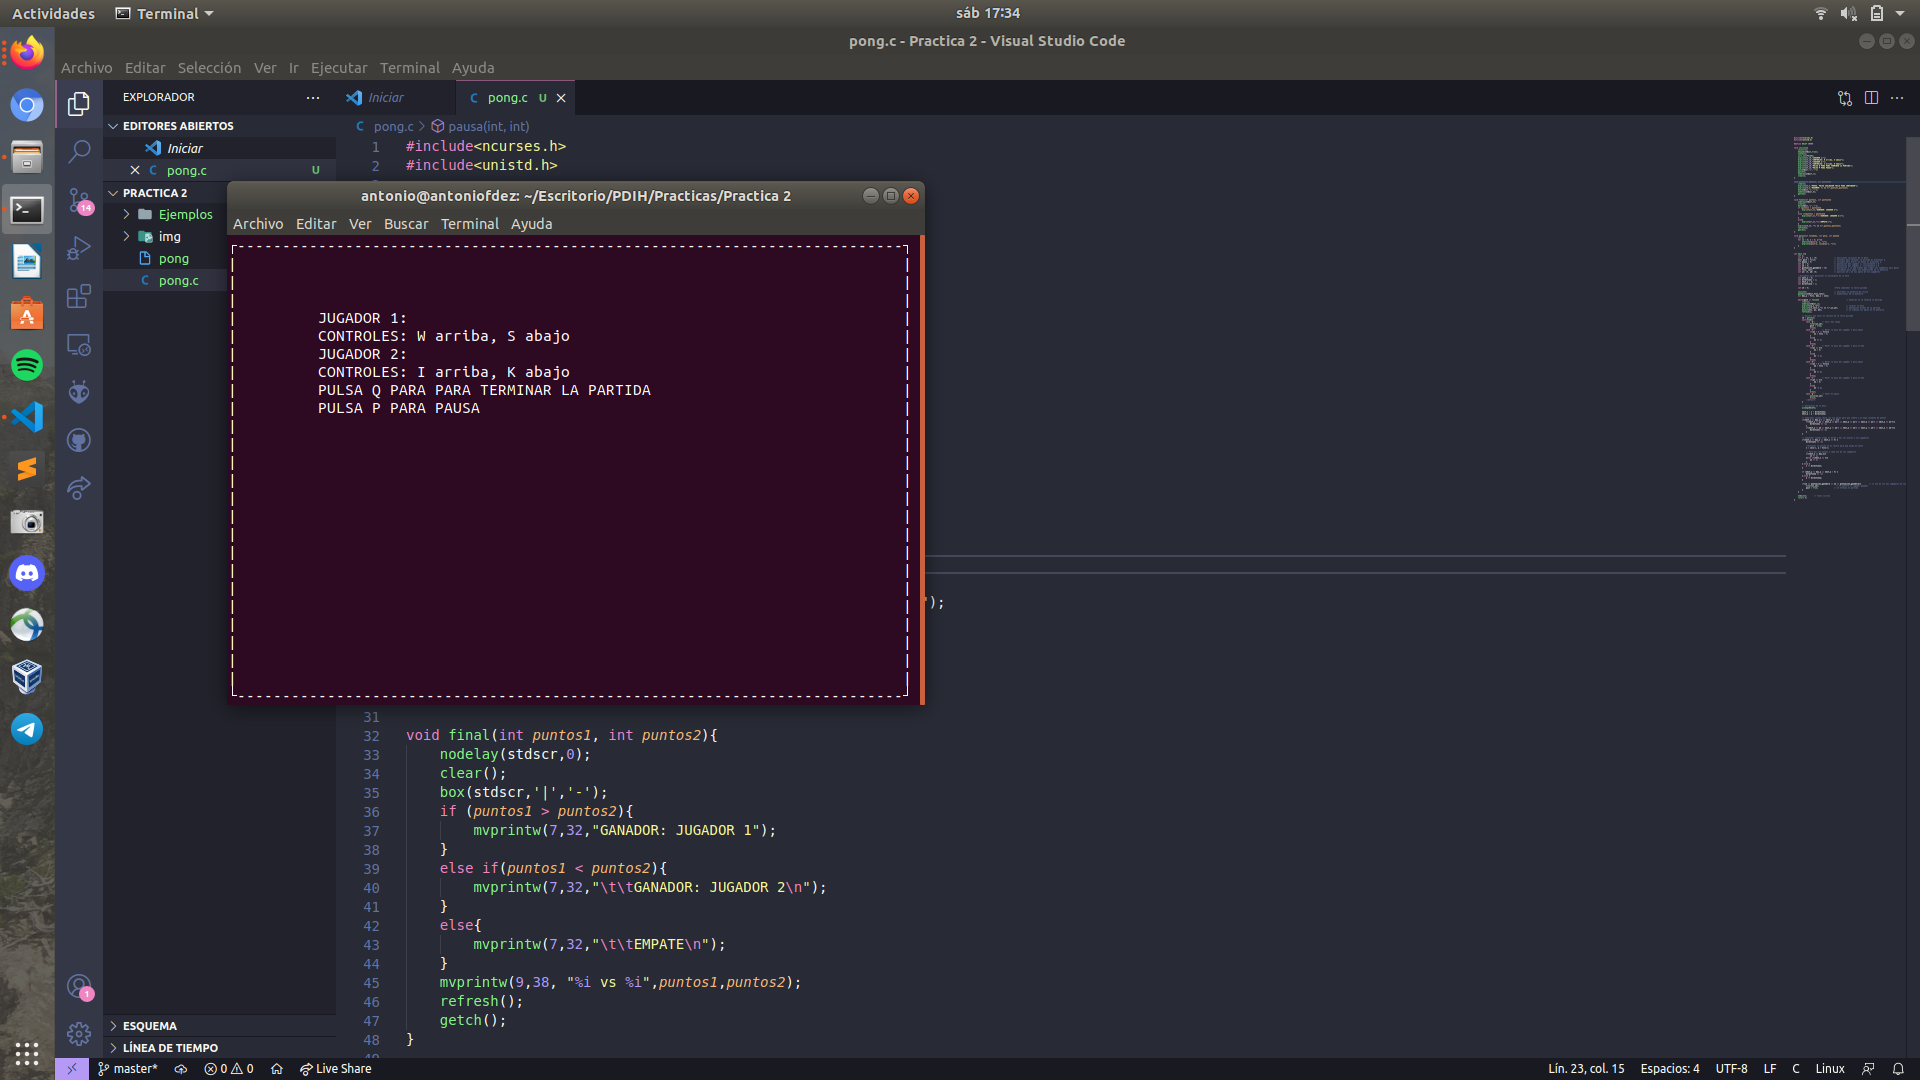 Actividades
Terminal
sáb 17:34
pong.c - Practica 2 - Visual Studio Code
Archivo Editar Selección Ver Ir Ejecutar Terminal Ayuda
EXPLORADOR
Iniciar
C pong.c U
EDITORES ABIERTOS
Iniciar
C pong.c U
PRACTICA 2
Ejemplos
img
pong
C pong.c
14
1
ESQUEMA
LÍNEA DE TIEMPO
C pong.c > pausa(int, int)
1 #include<ncurses.h>
2 #include<unistd.h>
antonio@antoniofdez: ~/Escritorio/PDIH/Practicas/Practica 2
Archivo Editar Ver Buscar Terminal Ayuda
JUGADOR 1:
CONTROLES: W arriba, S abajo
JUGADOR 2:
CONTROLES: I arriba, K abajo
PULSA Q PARA PARA TERMINAR LA PARTIDA
PULSA P PARA PAUSA
");
31
32 void final(int puntos1, int puntos2){
33 nodelay(stdscr,0);
34 clear();
35 box(stdscr,'|','-');
36 if (puntos1 > puntos2){
37 mvprintw(7,32,"GANADOR: JUGADOR 1");
38 }
39 else if(puntos1 < puntos2){
40 mvprintw(7,32,"\t\tGANADOR: JUGADOR 2\n");
41 }
42 else{
43 mvprintw(7,32,"\t\tEMPATE\n");
44 }
45 mvprintw(9,38, "%i vs %i",puntos1,puntos2);
46 refresh();
47 getch();
48 }
master* 0 0 Live Share
Lín. 23, col. 15 Espacios: 4 UTF-8 LF C Linux